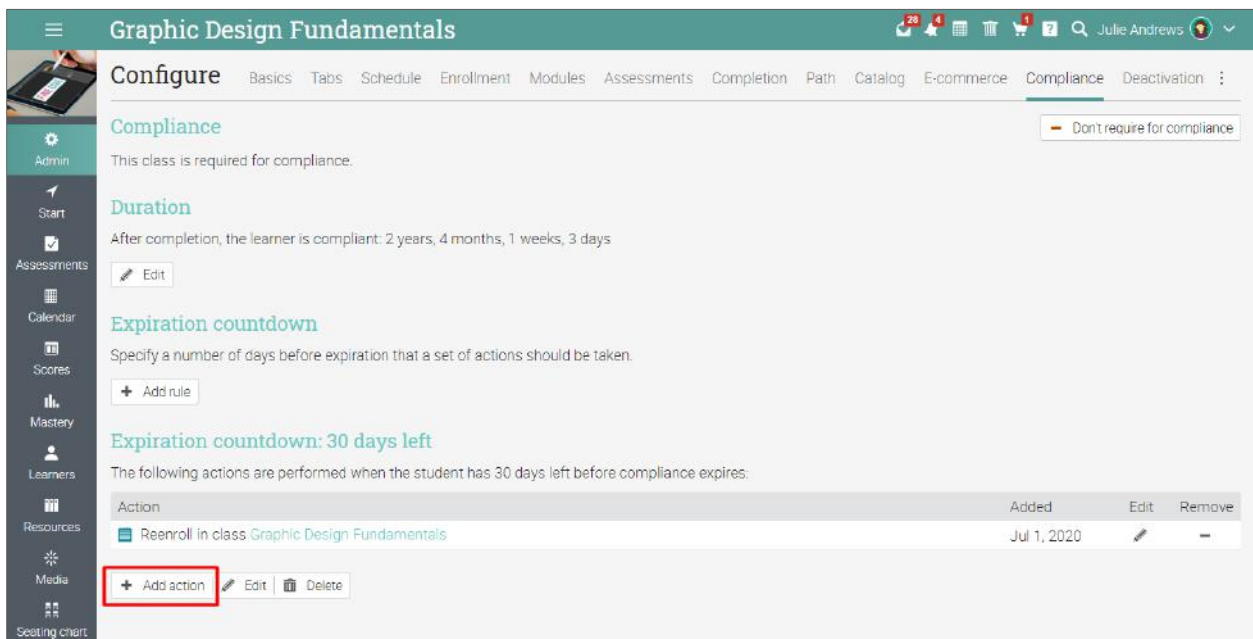 Graphic Design Fundamentals
28
4
1
?
Julie Andrews
Configure
Basics Tabs Schedule Enrollment Modules Assessments Completion Path Catalog E-commerce Compliance Deactivation
Admin
Start
Assessments
Calendar
Scores
Mastery
Learners
Resources
Media
Seating chart
Compliance
Don't require for compliance
This class is required for compliance.
Duration
After completion, the learner is compliant: 2 years, 4 months, 1 weeks, 3 days
Edit
Expiration countdown
Specify a number of days before expiration that a set of actions should be taken.
+ Add rule
Expiration countdown: 30 days left
The following actions are performed when the student has 30 days left before compliance expires:
Action Added Edit Remove
Reenroll in class Graphic Design Fundamentals Jul 1, 2020
+ Add action Edit Delete